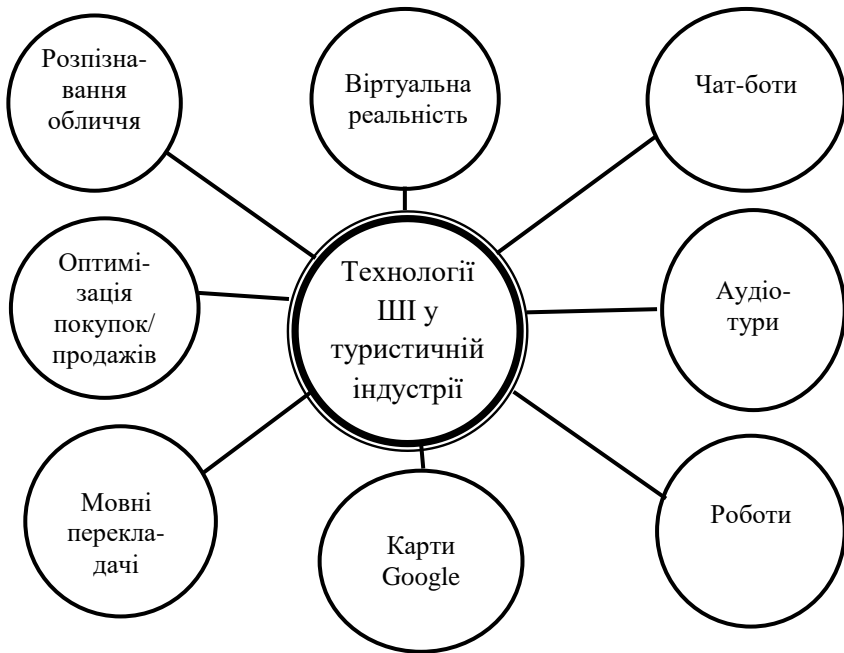 Розпізна-
вання
обличчя
Віртуальна
реальність
Чат-боти
Оптимі-
зація
покупок/
продажів
Технології
ШІ у
туристичній
індустрії
Аудіо-
тури
Мовні
перекла-
дачі
Карти
Google
Роботи